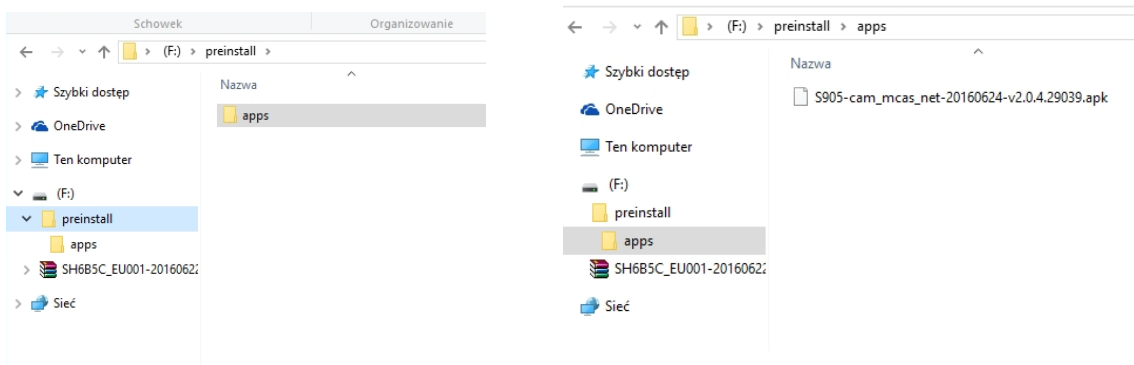 Schowek
Organizowanie
(F:) > preinstall >
Nazwa
Szybki dostęp
apps
OneDrive
Ten komputer
(F:)
preinstall
apps
SH6B5C_EU001-2016062
Sieć
(F:) > preinstall > apps
Nazwa
Szybki dostęp
S905-cam_mcas_net-20160624-v2.0.4.29039.apk
OneDrive
Ten komputer
(F:)
preinstall
apps
SH6B5C_EU001-20160622
Sieć